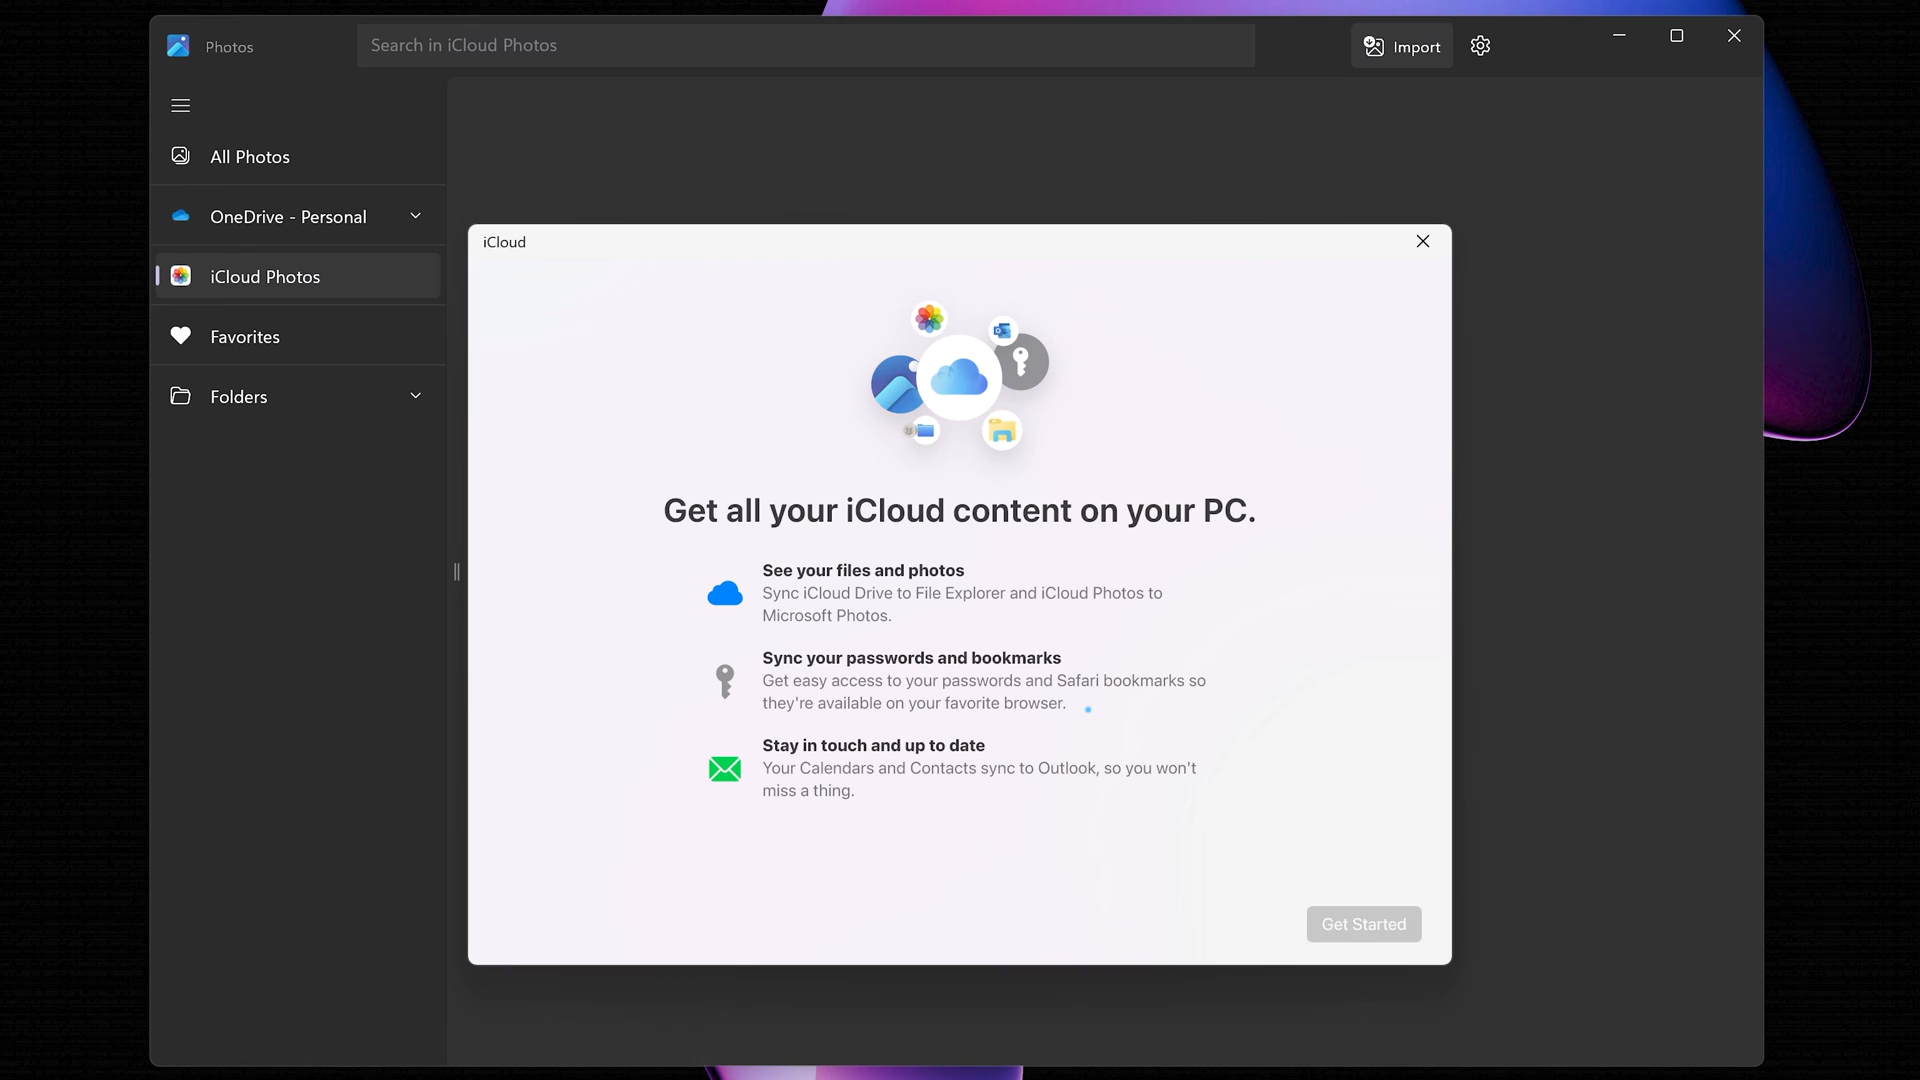 Photos
Search in iCloud Photos
Import
All Photos
OneDrive - Personal
iCloud Photos
Favorites
Folders
iCloud
Get all your iCloud content on your PC.
See your files and photos
Sync iCloud Drive to File Explorer and iCloud Photos to
Microsoft Photos.
Sync your passwords and bookmarks
Get easy access to your passwords and Safari bookmarks so
they're available on your favorite browser.
Stay in touch and up to date
Your Calendars and Contacts sync to Outlook, so you won't
miss a thing.
Get Started